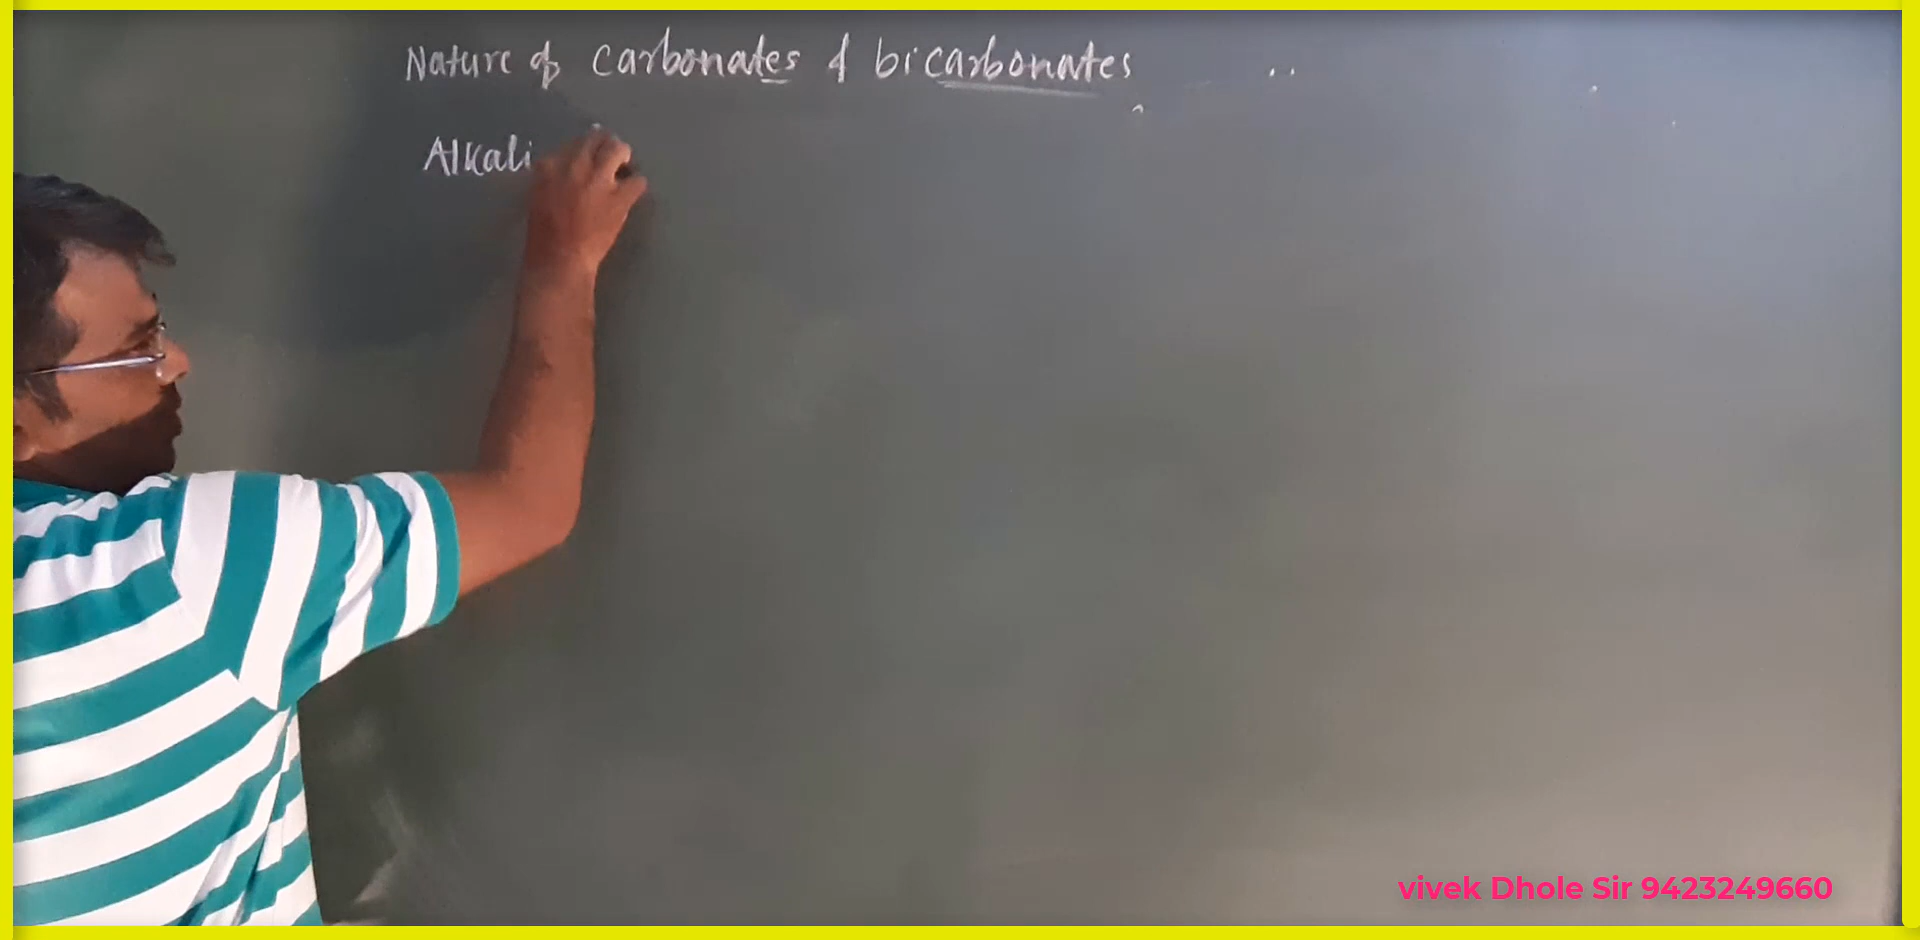 Nature of carbonates & bicarbonates
Alkali
vivek Dhole Sir 9423249660